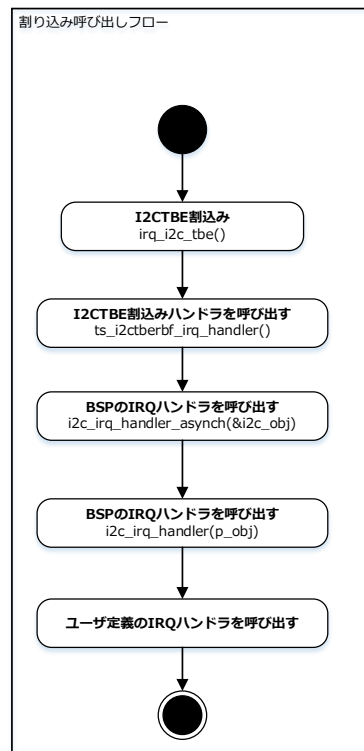 割り込み呼び出しフロー
I2CTBE割込み
irq_i2c_tbe()
I2CTBE割込みハンドラを呼び出す
ts_i2ctberbf_irq_handler()
BSPのIRQハンドラを呼び出す
i2c_irq_handler_asynch(&i2c_obj)
BSPのIRQハンドラを呼び出す
i2c_irq_handler(p_obj)
ユーザ定義のIRQハンドラを呼び出す